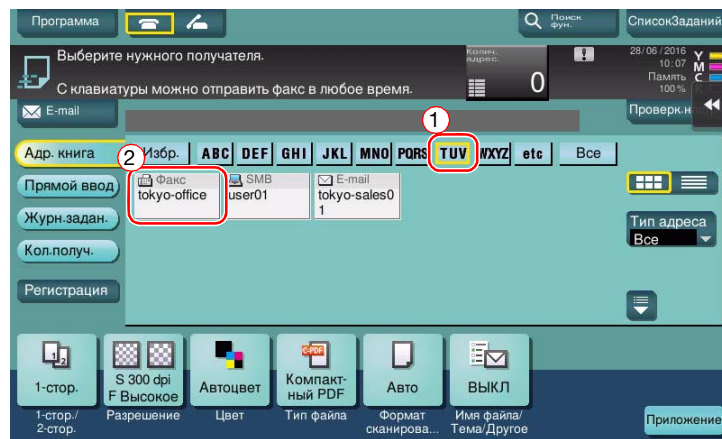 Программа
Поиск
фун.
СписокЗаданий
Выберите нужного получателя.
С клавиатуры можно отправить факс в любое время.
Колич.
адрес.
0
28/06/2016
10:07
Память
100 %
Y
M
C
E-mail
Проверк.н
1
Адр. книга
2
Избр.
ABC
DEF
GHI
JKL
MNO
PQRS
TUV
WXYZ
etc
Все
Прямой ввод
Журн.задан.
Кол.получ.
Регистрация
Факс
tokyo-office
SMB
user01
E-mail
tokyo-sales0
1
Тип адреса
Все
1-стор.
S 300 dpi
F Высокое
Автоцвет
C-PDF
Компакт-
ный PDF
Авто
ВЫКЛ
1-стор./
2-стор.
Разрешение
Цвет
Тип файла
Формат
сканирова...
Имя файла/
Тема/Другое
Приложение